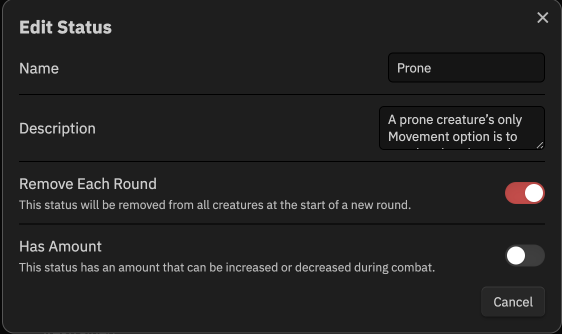 Edit Status
Name
Prone
Description
A prone creature's only
Movement option is to
Remove Each Round
This status will be removed from all creatures at the start of a new round.
Has Amount
This status has an amount that can be increased or decreased during combat.
Cancel